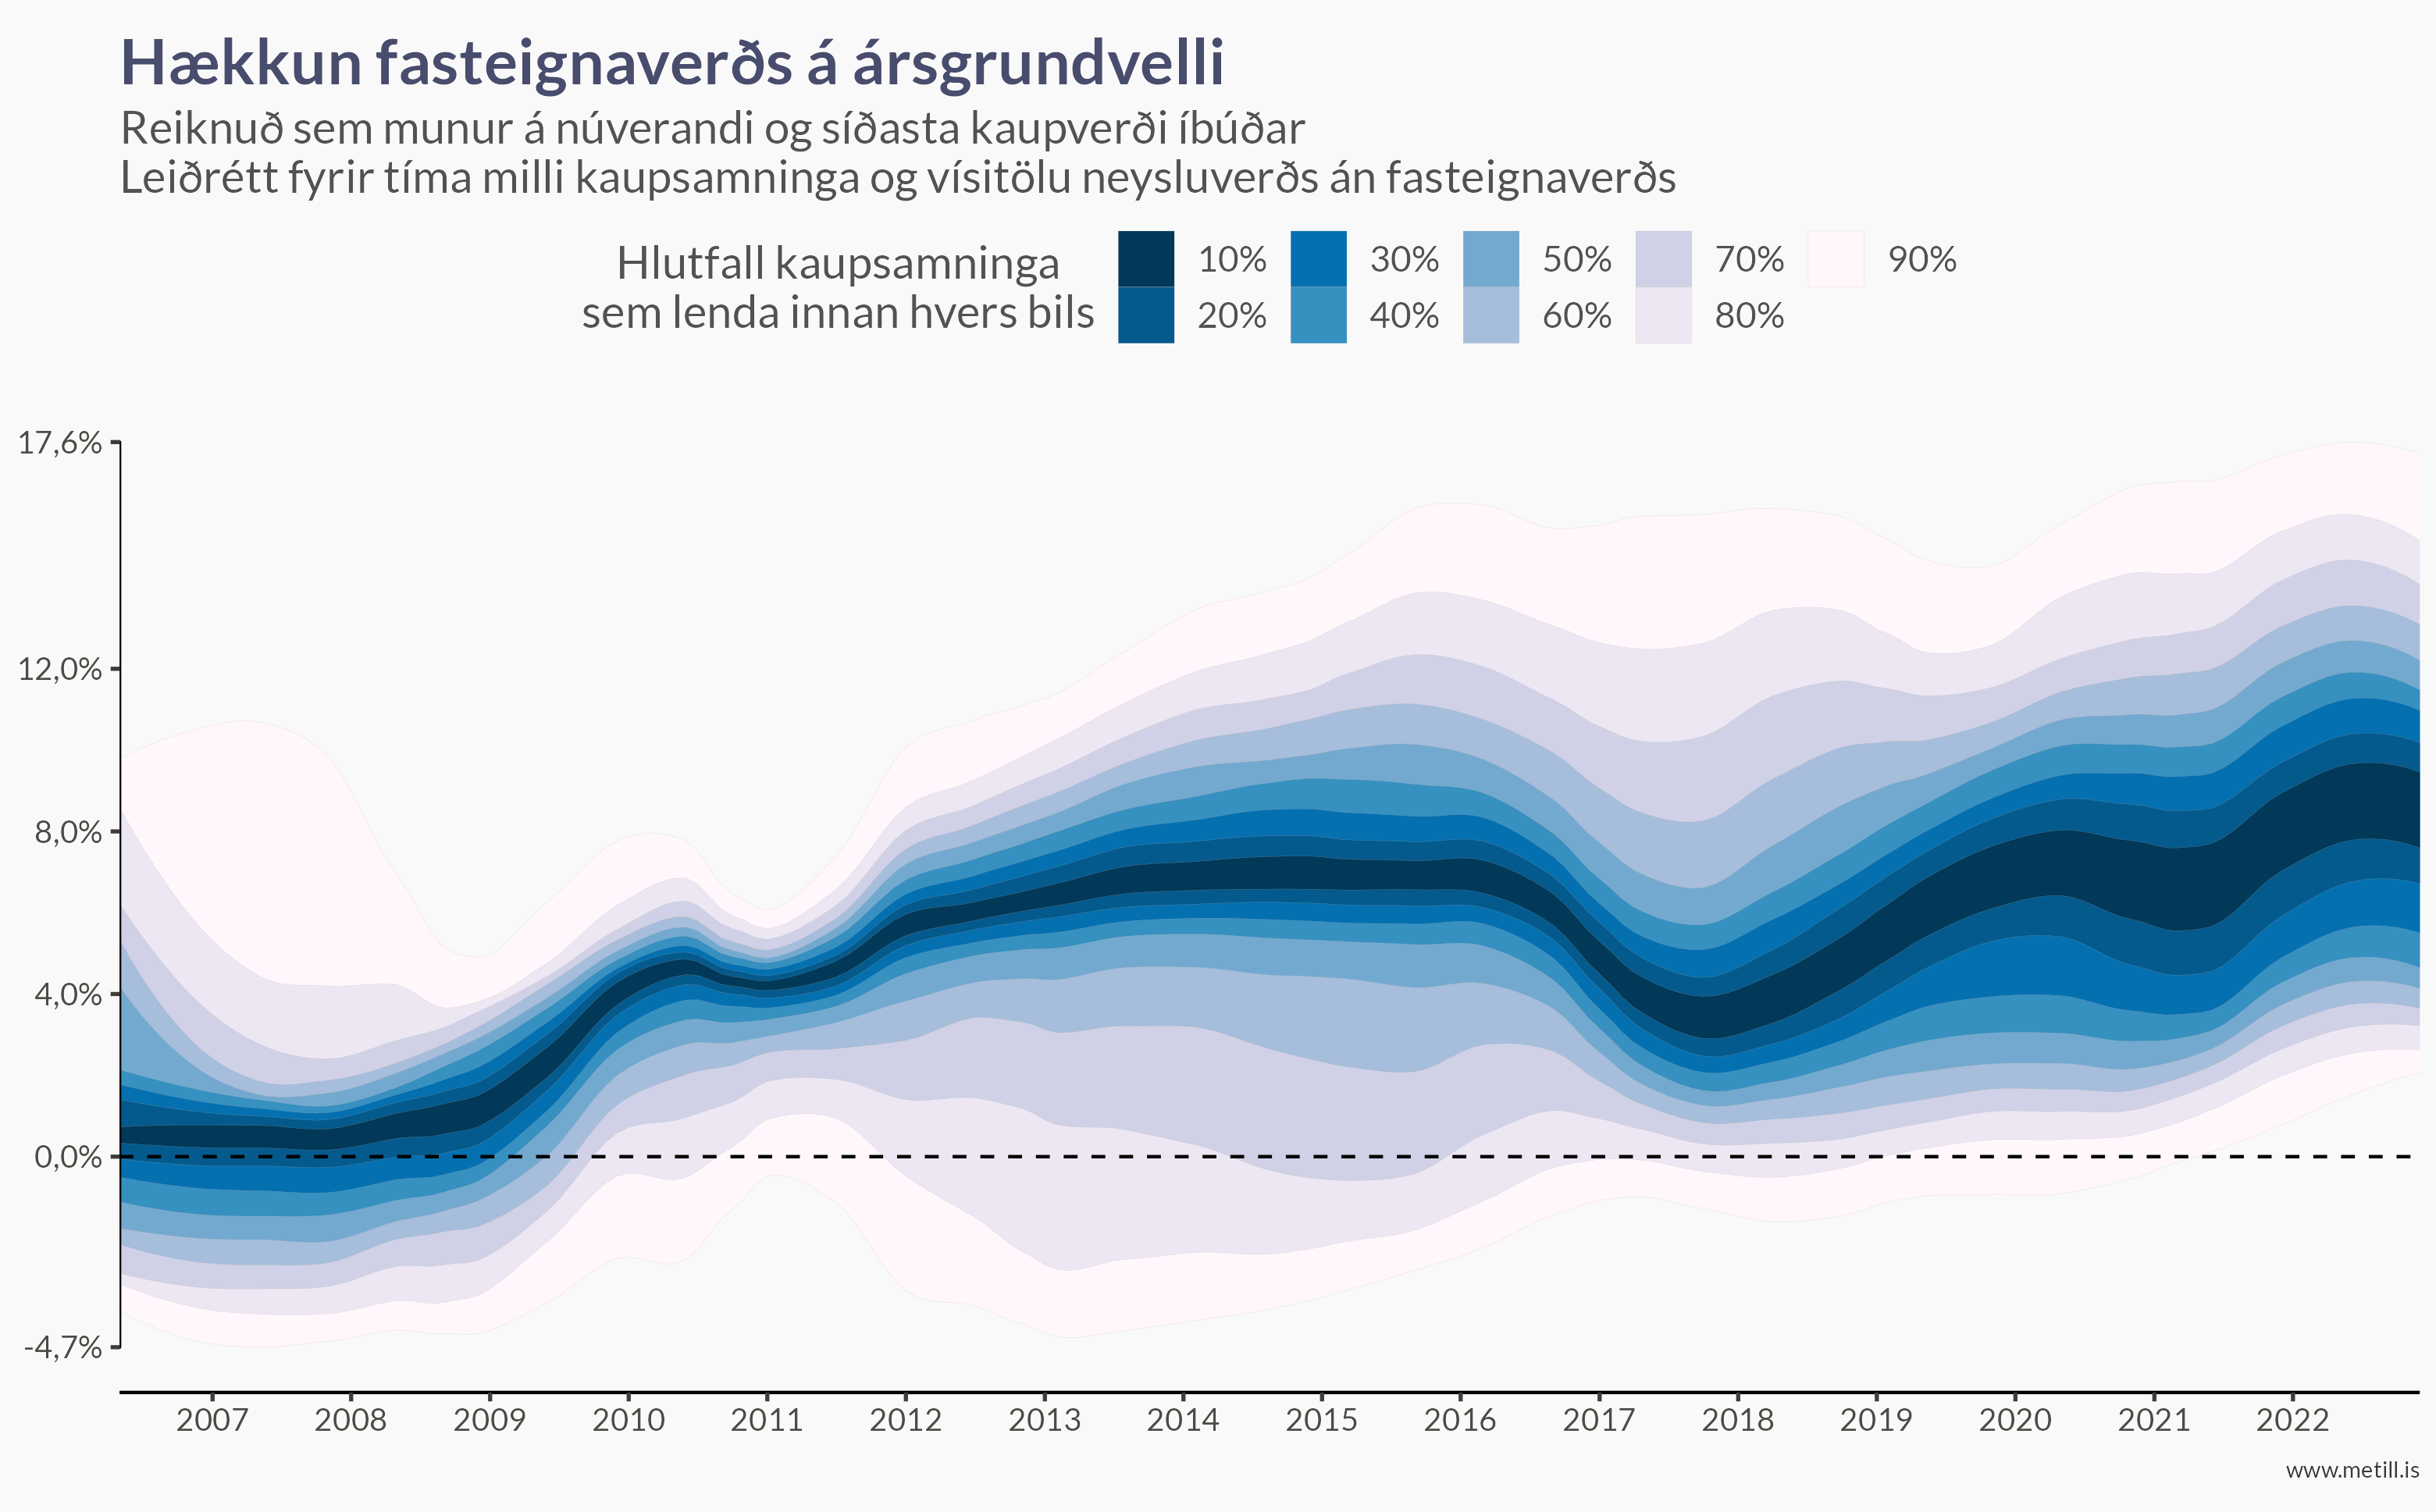 Hækkun fasteignaverðs á ársgrundvelli
Reiknuð sem munur á núverandi og síðasta kaupverði íbúðar
Leiðrétt fyrir tíma milli kaupsamninga og vísitölu neysluverðs án fasteignaverðs
Hlutfall kaupsamninga
sem lenda innan hvers bils
10% 30% 50% 70% 90%
20% 40% 60% 80%
17,6%
12,0%
8,0%
4,0%
0,0%
-4,7%
2007 2008 2009 2010 2011 2012 2013 2014 2015 2016 2017 2018 2019 2020 2021 2022
www.metill.is